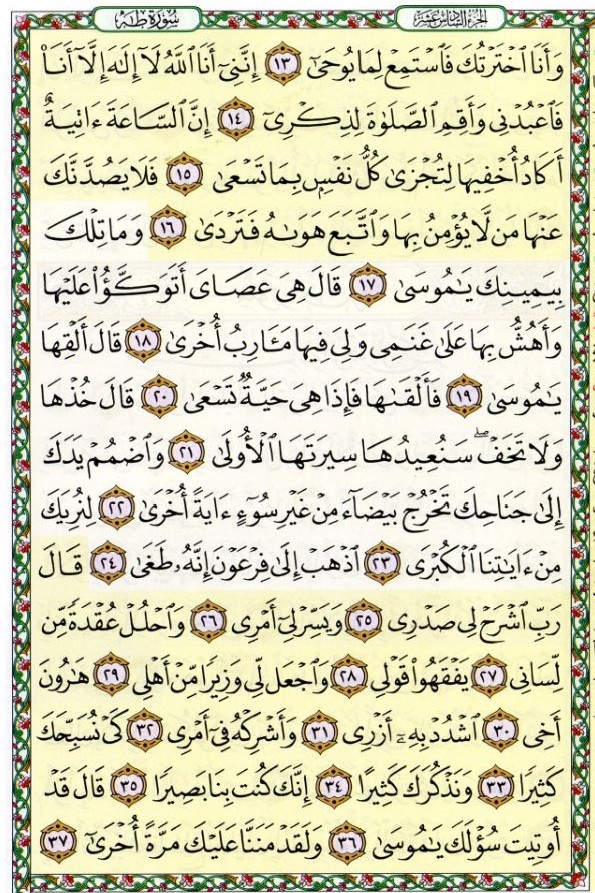 سُورَةُ طه
الجزء السادس عشر
وَأَنَا ٱخْتَرْتُكَ فَٱسْتَمِعْ لِمَا يُوحَىٰٓ ١٣ إِنَّنِىٓ أَنَا ٱللَّهُ لَآ إِلَٰهَ إِلَّآ أَنَا۠
فَٱعْبُدْنِى وَأَقِمِ ٱلصَّلَوٰةَ لِذِكْرِىٓ ١٤ إِنَّ ٱلسَّاعَةَ ءَاتِيَةٌ
أَكَادُ أُخْفِيهَا لِتُجْزَىٰ كُلُّ نَفْسٍۭ بِمَا تَسْعَىٰ ١٥ فَلَا يَصُدَّنَّكَ
عَنْهَا مَن لَّا يُؤْمِنُ بِهَا وَٱتَّبَعَ هَوَىٰهُ فَتَرْدَىٰ ١٦ وَمَا تِلْكَ
بِيَمِينِكَ يَٰمُوسَىٰ ١٧ قَالَ هِىَ عَصَاىَ أَتَوَكَّؤُا۟ عَلَيْهَا
وَأَهُشُّ بِهَا عَلَىٰ غَنَمِى وَلِىَ فِيهَا مَـَٔارِبُ أُخْرَىٰ ١٨ قَالَ أَلْقِهَا
يَٰمُوسَىٰ ١٩ فَأَلْقَىٰهَا فَإِذَا هِىَ حَيَّةٌ تَسْعَىٰ ٢٠ قَالَ خُذْهَا
وَلَا تَخَفْ ۖ سَنُعِيدُهَا سِيرَتَهَا ٱلْأُولَىٰ ٢١ وَٱضْمُمْ يَدَكَ
إِلَىٰ جَنَاحِكَ تَخْرُجْ بَيْضَآءَ مِنْ غَيْرِ سُوٓءٍ ءَايَةً أُخْرَىٰ ٢٢ لِنُرِيَكَ
مِنْ ءَايَٰتِنَا ٱلْكُبْرَى ٢٣ ٱذْهَبْ إِلَىٰ فِرْعَوْنَ إِنَّهُۥ طَغَىٰ ٢٤ قَالَ
رَبِّ ٱشْرَحْ لِى صَدْرِى ٢٥ وَيَسِّرْ لِىٓ أَمْرِى ٢٦ وَٱحْلُلْ عُقْدَةً مِّن
لِّسَانِى ٢٧ يَفْقَهُوا۟ قَوْلِى ٢٨ وَٱجْعَل لِّى وَزِيرًا مِّنْ أَهْلِى ٢٩ هَٰرُونَ
أَخِى ٣٠ ٱشْدُدْ بِهِۦٓ أَزْرِى ٣١ وَأَشْرِكْهُ فِىٓ أَمْرِى ٣٢ كَىْ نُسَبِّحَكَ
كَثِيرًا ٣٣ وَنَذْكُرَكَ كَثِيرًا ٣٤ إِنَّكَ كُنتَ بِنَا بَصِيرًا ٣٥ قَالَ قَدْ
أُوتِيتَ سُؤْلَكَ يَٰمُوسَىٰ ٣٦ وَلَقَدْ مَنَنَّا عَلَيْكَ مَرَّةً أُخْرَىٰٓ ٣٧